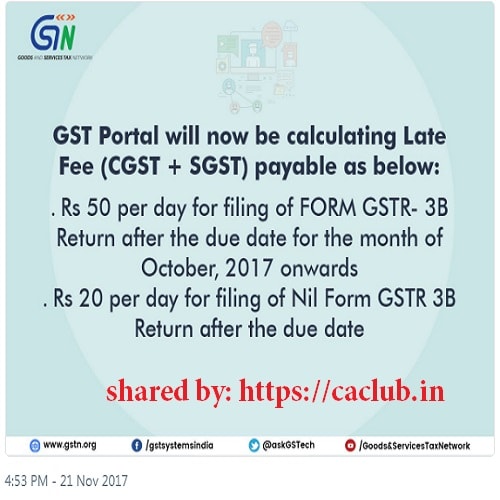 GSTN
GOODS AND SERVICES TAX NETWORK
GST Portal will now be calculating Late
Fee (CGST + SGST) payable as below:
. Rs 50 per day for filing of FORM GSTR- 3B
Return after the due date for the month of
October, 2017 onwards
. Rs 20 per day for filing of Nil Form GSTR 3B
Return after the due date
shared by: https://caclub.in
www.gstn.org /gstsystemsindia @askGSTech /Goods&ServicesTaxNetwork
4:53 PM - 21 Nov 2017